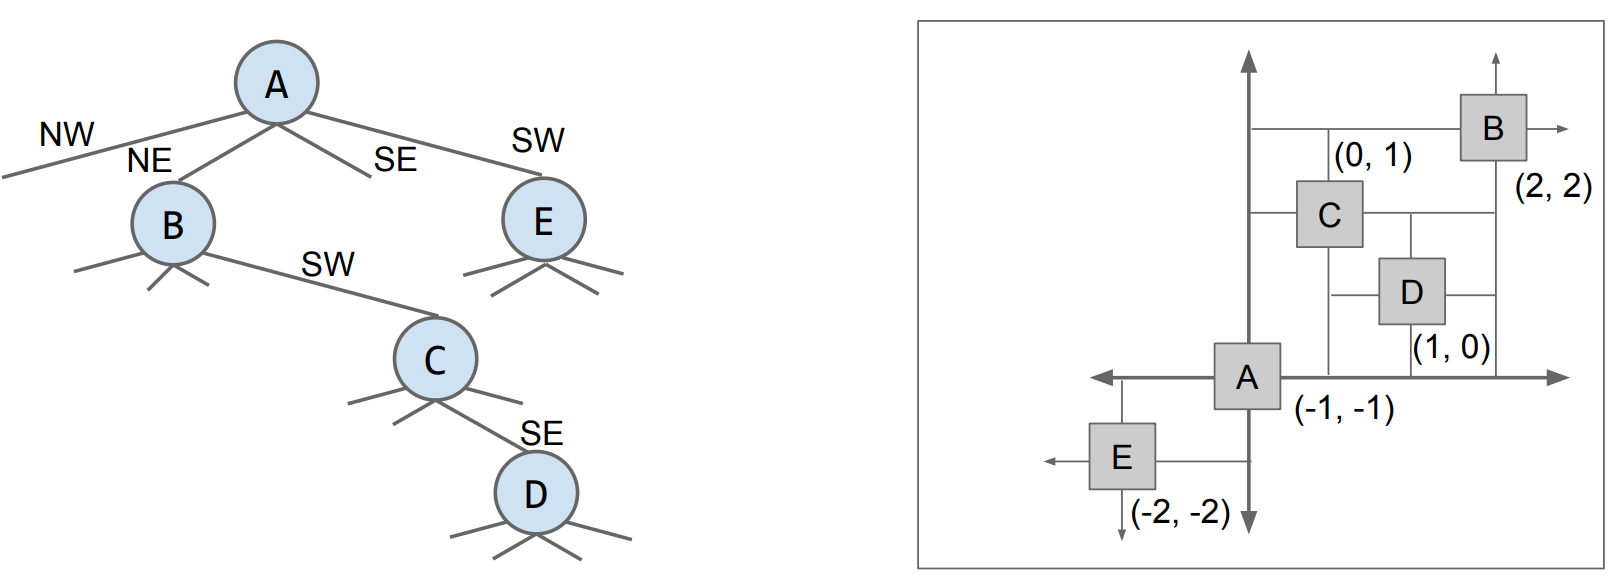 A
NW
NE
SE
SW
B
E
SW
C
SE
D
B
(0, 1)
(2, 2)
C
D
(1, 0)
A
(-1, -1)
E
(-2, -2)